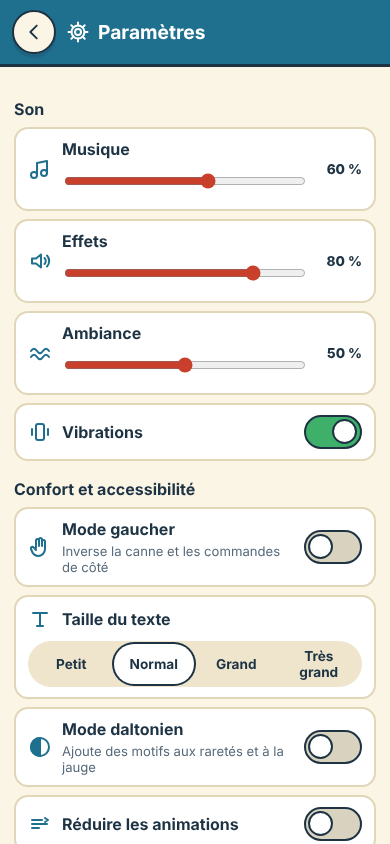 Paramètres
Son
Musique
60 %
Effets
80 %
Ambiance
50 %
Vibrations
Confort et accessibilité
Mode gaucher
Inverse la canne et les commandes
de côté
Taille du texte
Petit
Normal
Grand
Très
grand
Mode daltonien
Ajoute des motifs aux raretés et à la
jauge
Réduire les animations